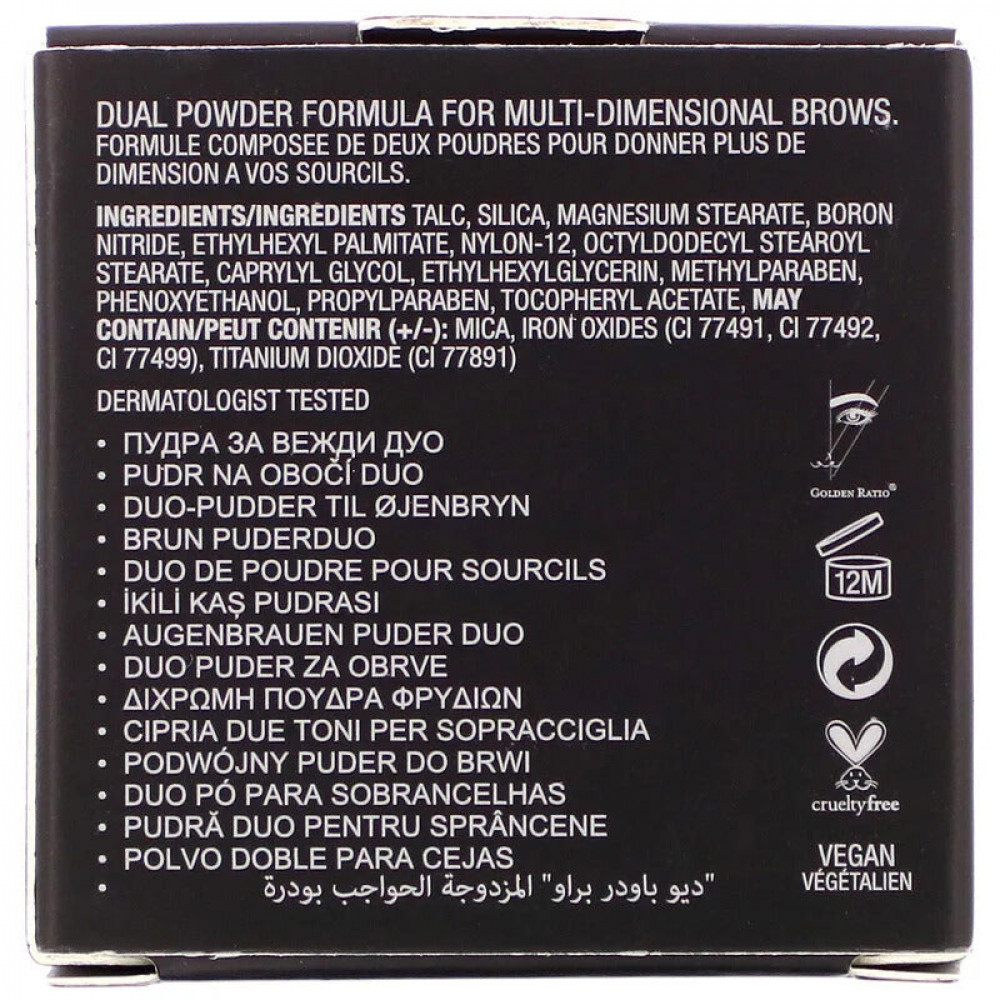 DUAL POWDER FORMULA FOR MULTI-DIMENSIONAL BROWS.
FORMULE COMPOSEE DE DEUX POUDRES POUR DONNER PLUS DE
DIMENSION A VOS SOURCILS.
INGREDIENTS/INGRÉDIENTS TALC, SILICA, MAGNESIUM STEARATE, BORON
NITRIDE, ETHYLHEXYL PALMITATE, NYLON-12, OCTYLDODECYL STEAROYL
STEARATE, CAPRYLYL GLYCOL, ETHYLHEXYLGLYCERIN, METHYLPARABEN,
PHENOXYETHANOL, PROPYLPARABEN, TOCOPHERYL ACETATE, MAY
CONTAIN/PEUT CONTENIR (+/-): MICA, IRON OXIDES (CI 77491, CI 77492,
CI 77499), TITANIUM DIOXIDE (CI 77891)
DERMATOLOGIST TESTED
• ПУДРА ЗА ВЕЖДИ ДУО
• PUDR NA OBOČÍ DUO
• DUO-PUDDER TIL ØJENBRYN
• BRUN PUDERDUO
• DUO DE POUDRE POUR SOURCILS
• İKİLİ KAŞ PUDRASI
• AUGENBRAUEN PUDER DUO
• DUO PUDER ZA OBRVE
• ΔΙΧΡΩΜΗ ΠΟΥΔΡΑ ΦΡΥΔΙΩΝ
• CIPRIA DUE TONI PER SOPRACCIGLIA
• PODWÓJNY PUDER DO BRWI
• DUO PÓ PARA SOBRANCELHAS
• PUDRĂ DUO PENTRU SPRÂNCENE
• POLVO DOBLE PARA CEJAS
• "ديو باودر براو" المزدوجة الحواجب بودرة
GOLDEN RATIO®
12M
crueltyfree
VEGAN
VÉGÉTALIEN